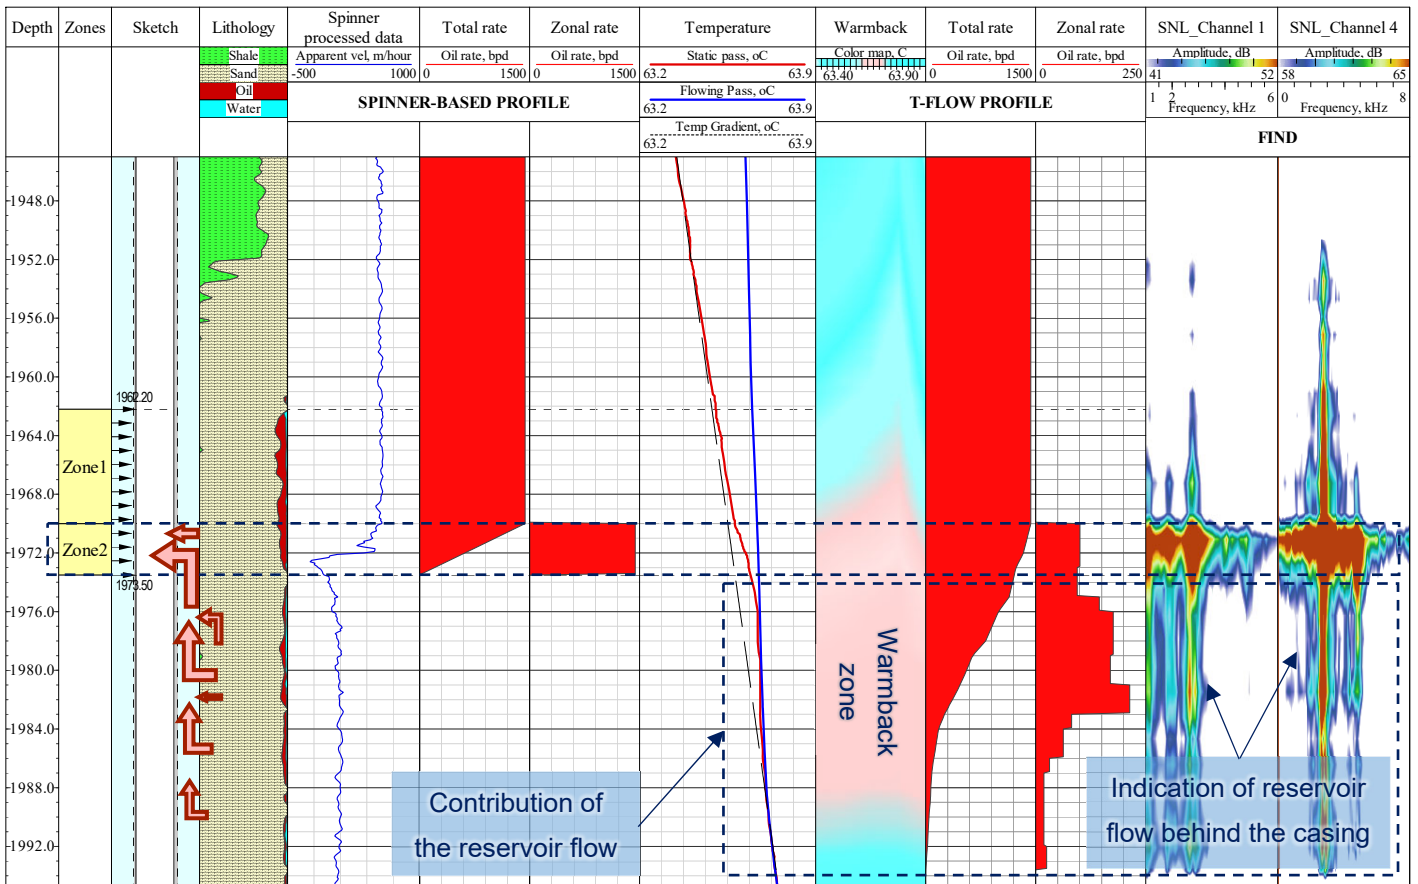 Depth
Zones
Sketch
Lithology
Spinner
processed data
Total rate
Zonal rate
Temperature
Warmback
Total rate
Zonal rate
SNL_Channel 1
SNL_Channel 4
Shale
Sand
Oil
Water
Apparent vel, m/hour
-500 1000
Oil rate, bpd
0 1500
Oil rate, bpd
0 1500
SPINNER-BASED PROFILE
Static pass, oC
63.2 63.9
Flowing Pass, oC
63.2 63.9
Temp Gradient, oC
63.2 63.9
Color map, C
63.40 63.90
Oil rate, bpd
0 1500
Oil rate, bpd
0 250
T-FLOW PROFILE
Amplitude, dB
41 52
1 2 6
Frequency, kHz
Amplitude, dB
58 65
0 8
Frequency, kHz
FIND
1948.0
1952.0
1956.0
1960.0
1962.20
1964.0
Zone1
1968.0
Zone2
1972.0
1973.50
1976.0
1980.0
1984.0
1988.0
1992.0
Warmback
zone
Contribution of
the reservoir flow
Indication of reservoir
flow behind the casing